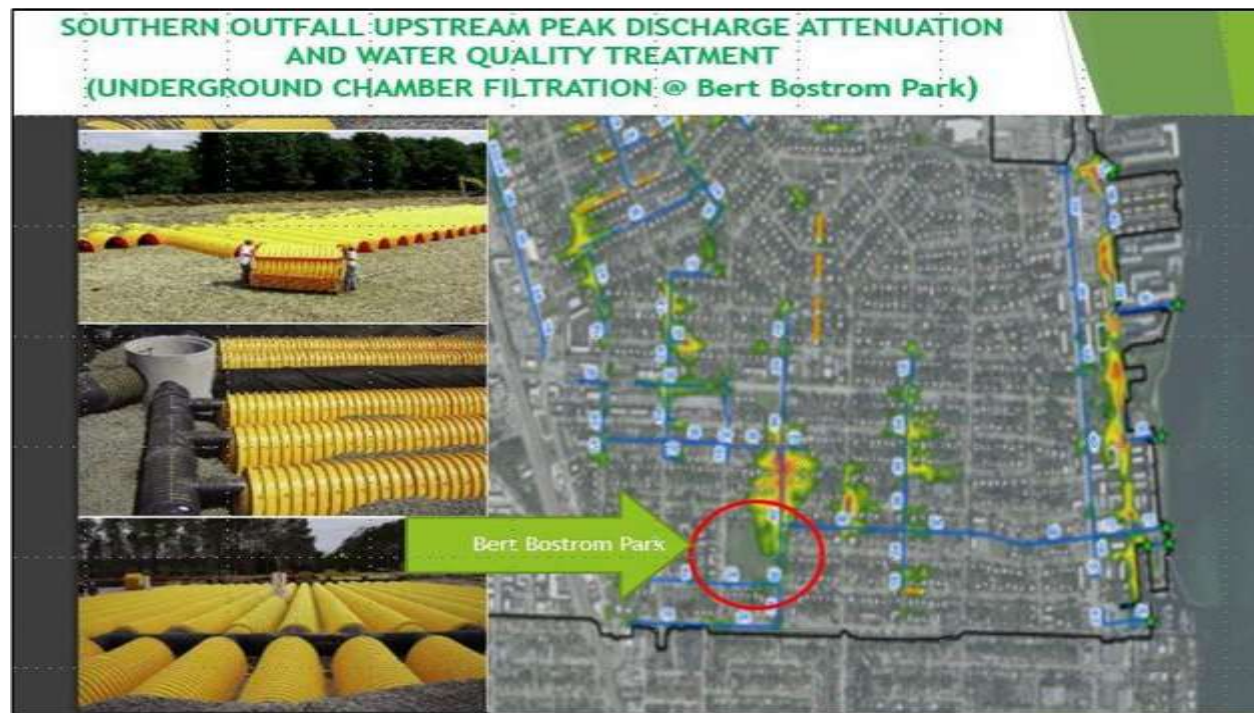 SOUTHERN OUTFALL UPSTREAM PEAK DISCHARGE ATTENUATION
AND WATER QUALITY TREATMENT
(UNDERGROUND CHAMBER FILTRATION @ Bert Bostrom Park)
Bert Bostrom Park